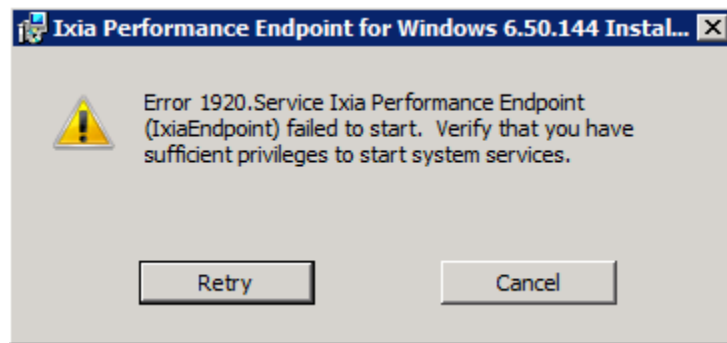 Ixia Performance Endpoint for Windows 6.50.144 Instal...
Error 1920.Service Ixia Performance Endpoint
(IxiaEndpoint) failed to start.  Verify that you have
sufficient privileges to start system services.
Retry
Cancel